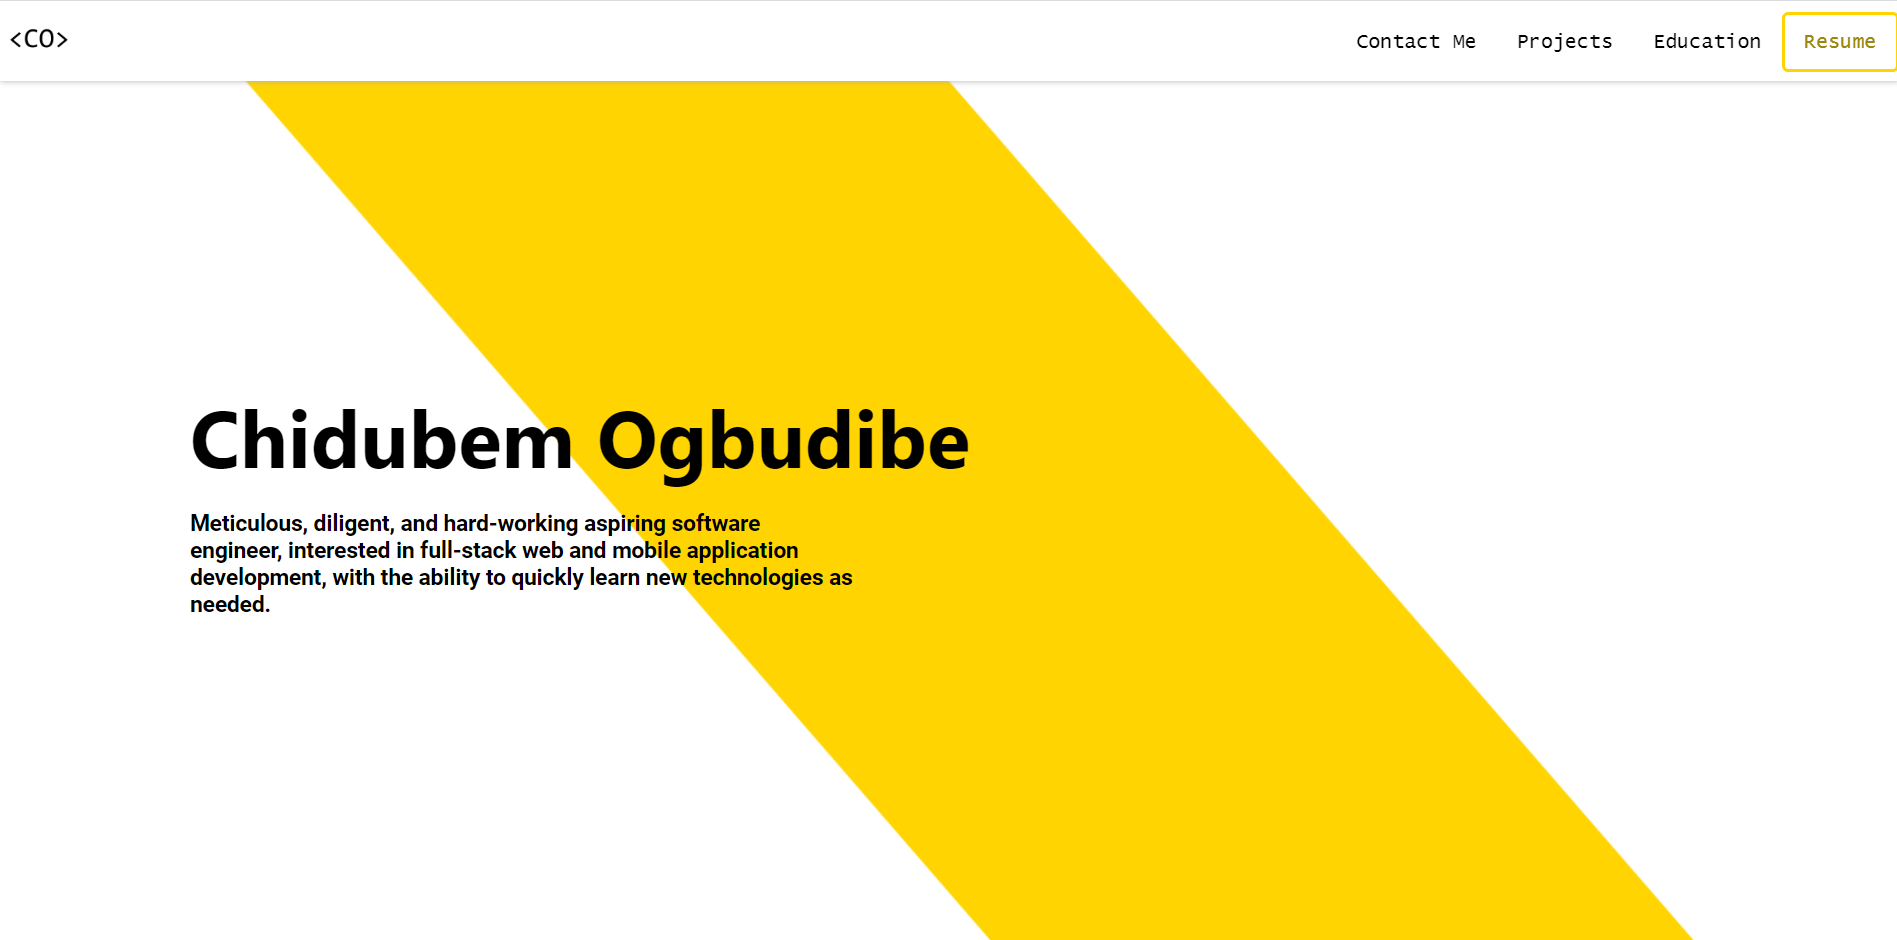 <CO>
Contact Me
Projects
Education
Resume
Chidubem Ogbudibe
Meticulous, diligent, and hard-working aspiring software
engineer, interested in full-stack web and mobile application
development, with the ability to quickly learn new technologies as
needed.